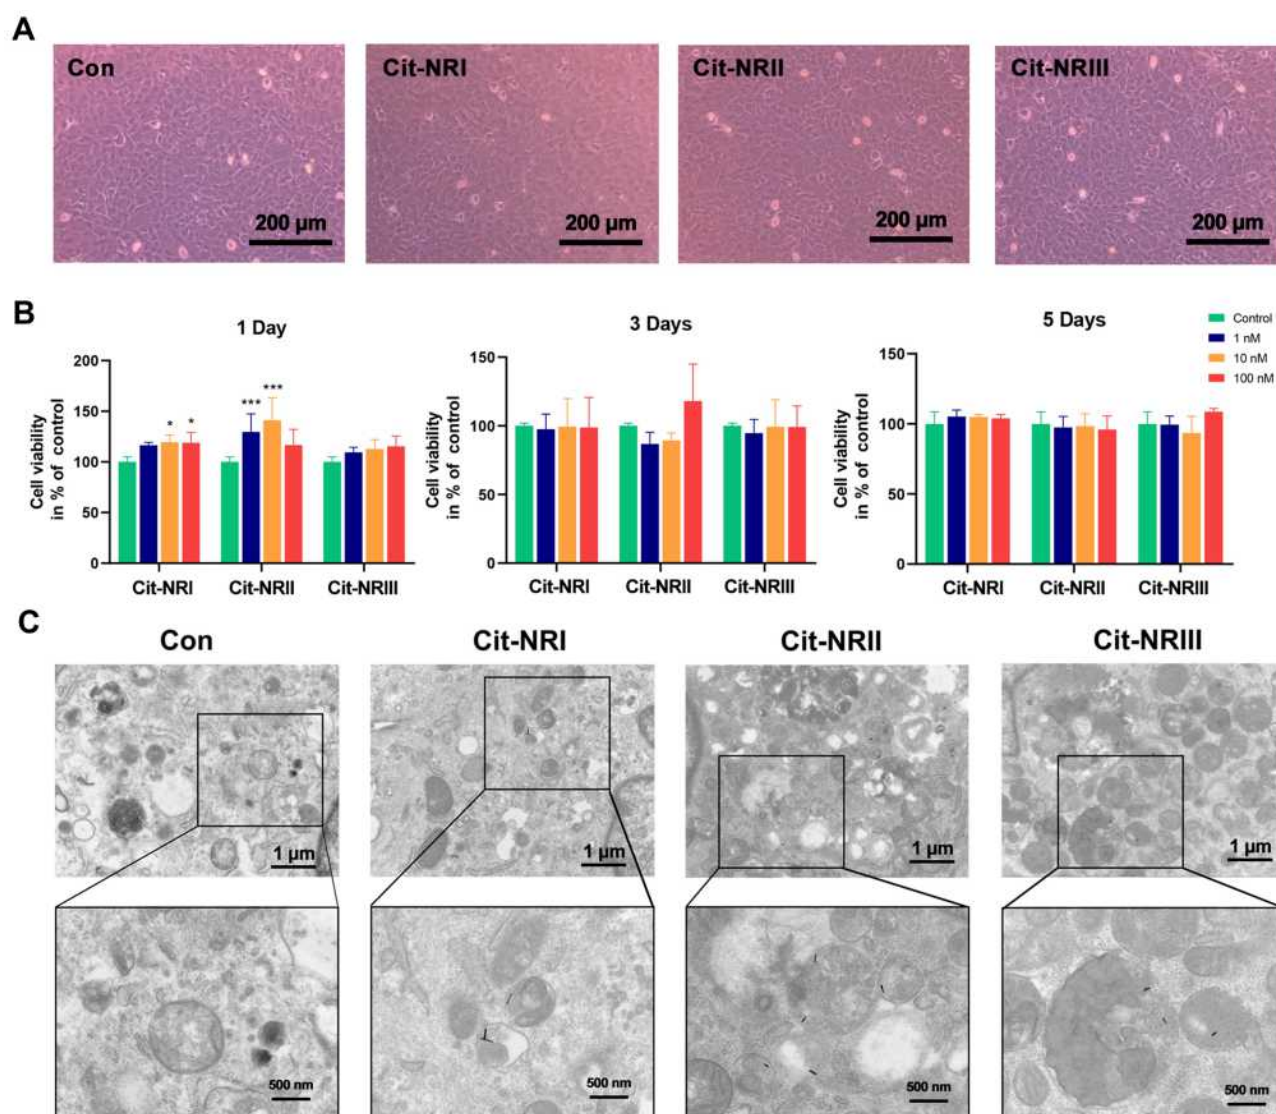 A
Con
Cit-NRI
Cit-NRII
Cit-NRIII
200 µm
200 µm
200 µm
200 µm
B
1 Day
3 Days
5 Days
Control
1 nM
10 nM
100 nM
Cell viability
in % of control
200
150
100
50
0
*
*
***
***
Cit-NRI
Cit-NRII
Cit-NRIII
Cell viability
in % of control
150
100
50
0
Cit-NRI
Cit-NRII
Cit-NRIII
Cell viability
in % of control
150
100
50
0
Cit-NRI
Cit-NRII
Cit-NRIII
C
Con
Cit-NRI
Cit-NRII
Cit-NRIII
1 µm
1 µm
1 µm
1 µm
500 nm
500 nm
500 nm
500 nm